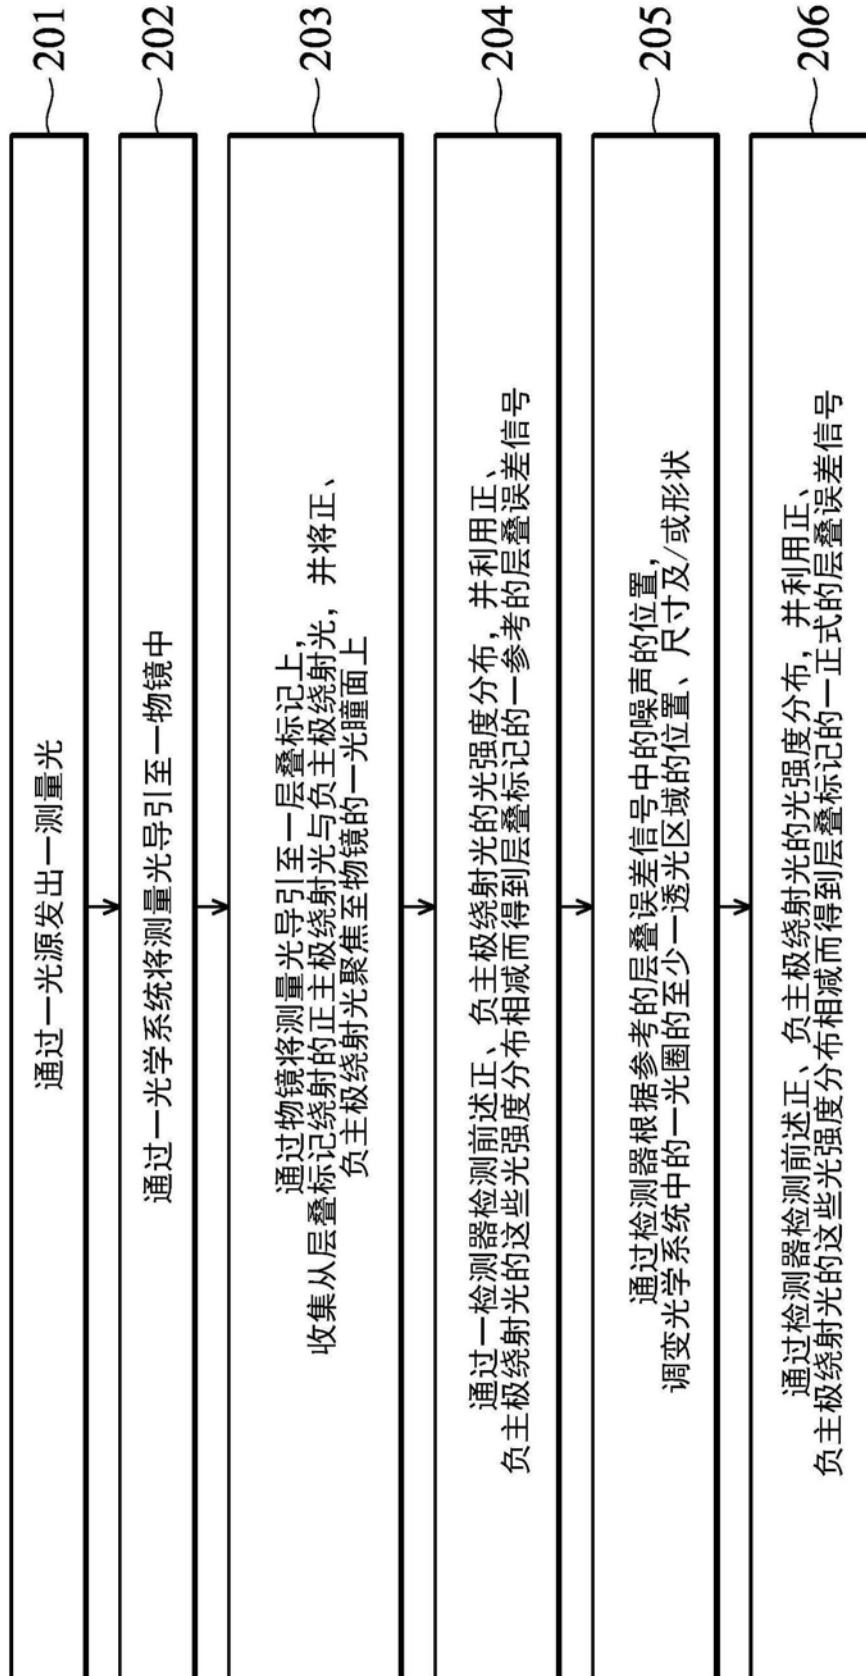 通过一光源发出一测量光
201
通过一光学系统将测量光导引至一物镜中
202
通过物镜将测量光导引至一层叠标记上，
收集从层叠标记绕射的正主极绕射光与负主极绕射光，并将正、
负主极绕射光聚焦至物镜的一光瞳面上
203
通过一检测器检测前述正、负主极绕射光的光强度分布，并利用正、
负主极绕射光的这些光强度分布相减而得到层叠标记的一参考的层叠误差信号
204
通过检测器根据参考的层叠误差信号中的噪声的位置，
调变光学系统中的一光圈的至少一透光区域的位置、尺寸及/或形状
205
通过检测器检测前述正、负主极绕射光的光强度分布，并利用正、
负主极绕射光的这些光强度分布相减而得到层叠标记的一正式的层叠误差信号
206